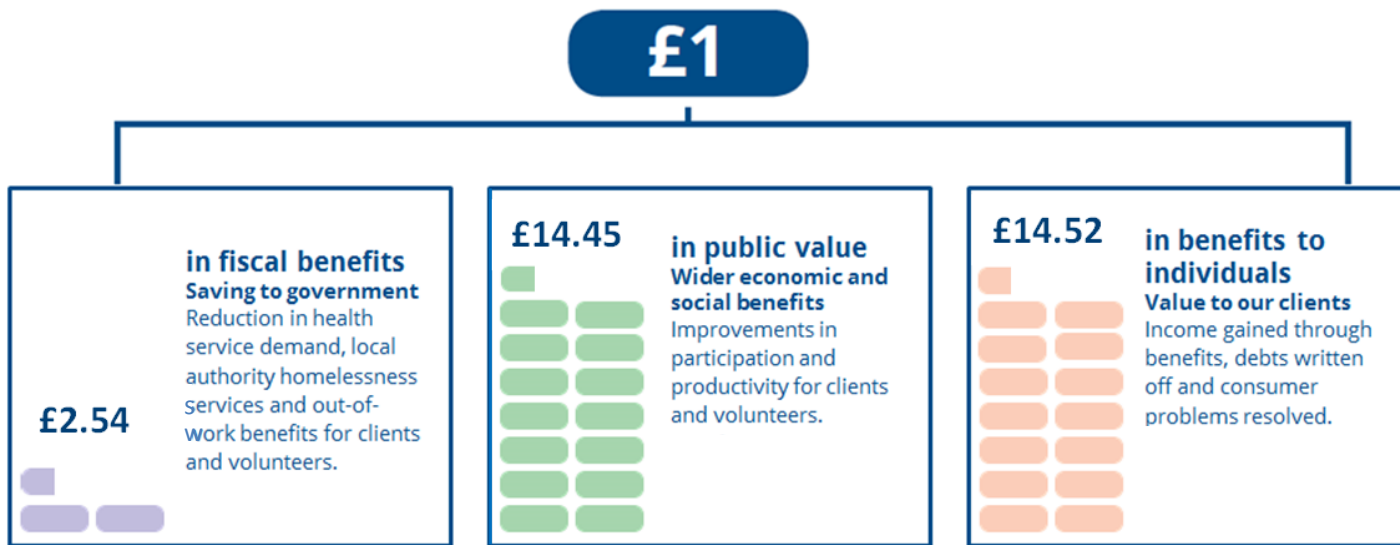 £1
£2.54
in fiscal benefits
Saving to government
Reduction in health
service demand, local
authority homelessness
services and out-of-
work benefits for clients
and volunteers.
£14.45
in public value
Wider economic and
social benefits
Improvements in
participation and
productivity for clients
and volunteers.
£14.52
in benefits to
individuals
Value to our clients
Income gained through
benefits, debts written
off and consumer
problems resolved.